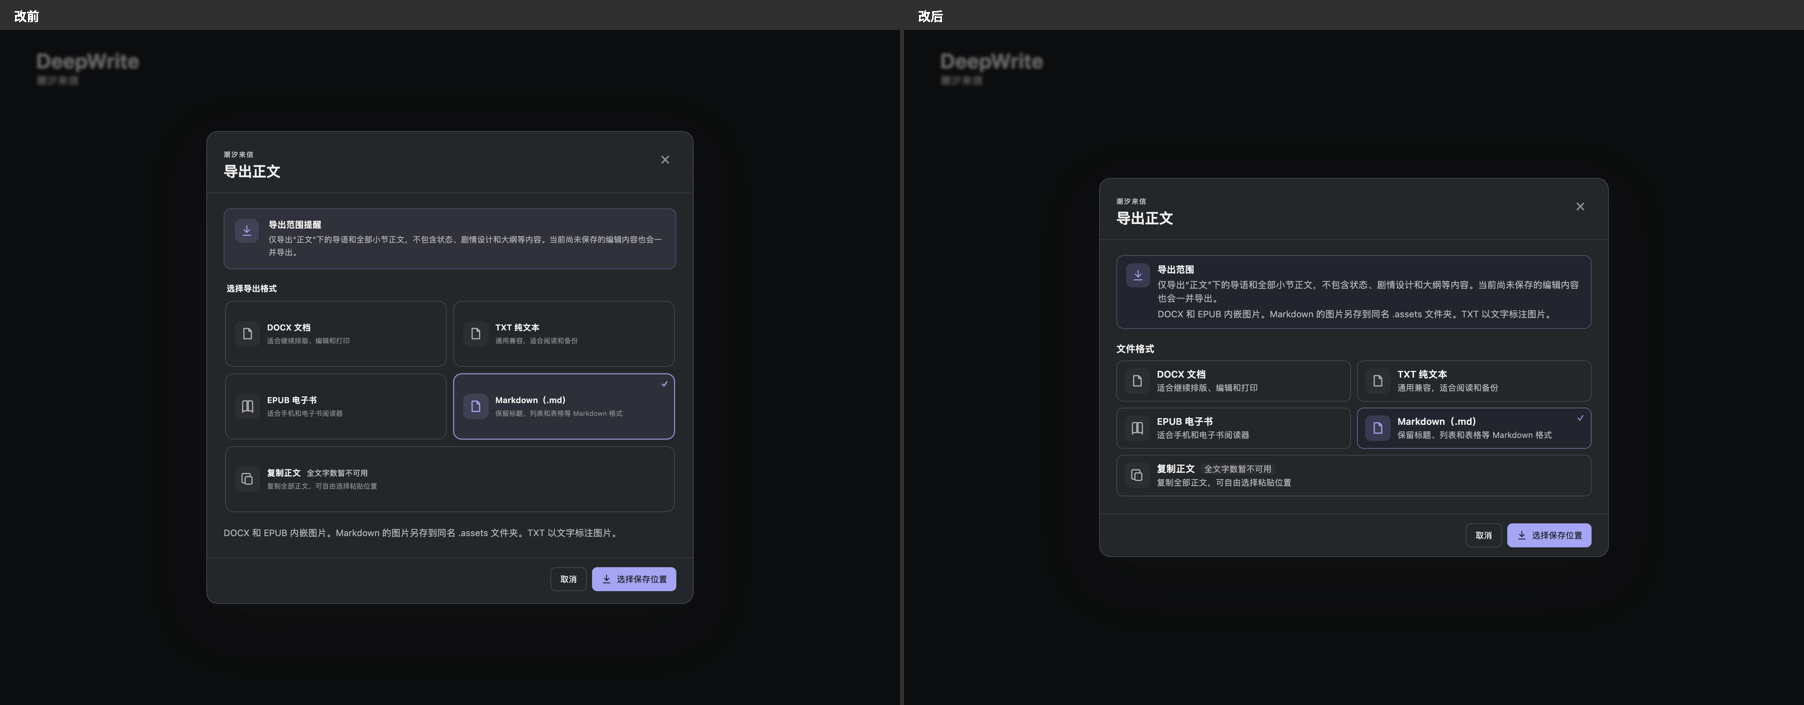 改前
DeepWrite
潮汐来信
潮汐来信
导出正文
导出范围提醒
仅导出“正文”下的导语和全部小节正文，不包含状态、剧情设计和大纲等内容。当前尚未保存的编辑内容也会一
并导出。
选择导出格式
DOCX 文档
适合继续排版、编辑和打印
TXT 纯文本
通用兼容，适合阅读和备份
EPUB 电子书
适合手机和电子书阅读器
Markdown（.md）
保留标题、列表和表格等 Markdown 格式
复制正文 全文字数暂不可用
复制全部正文，可自由选择粘贴位置
DOCX 和 EPUB 内嵌图片。Markdown 的图片另存到同名 .assets 文件夹。TXT 以文字标注图片。
取消
选择保存位置
改后
DeepWrite
潮汐来信
潮汐来信
导出正文
导出范围
仅导出“正文”下的导语和全部小节正文，不包含状态、剧情设计和大纲等内容。当前尚未保存的编辑内容
也会一并导出。
DOCX 和 EPUB 内嵌图片。Markdown 的图片另存到同名 .assets 文件夹。TXT 以文字标注图片。
文件格式
DOCX 文档
适合继续排版、编辑和打印
TXT 纯文本
通用兼容，适合阅读和备份
EPUB 电子书
适合手机和电子书阅读器
Markdown（.md）
保留标题、列表和表格等 Markdown 格式
复制正文 全文字数暂不可用
复制全部正文，可自由选择粘贴位置
取消
选择保存位置